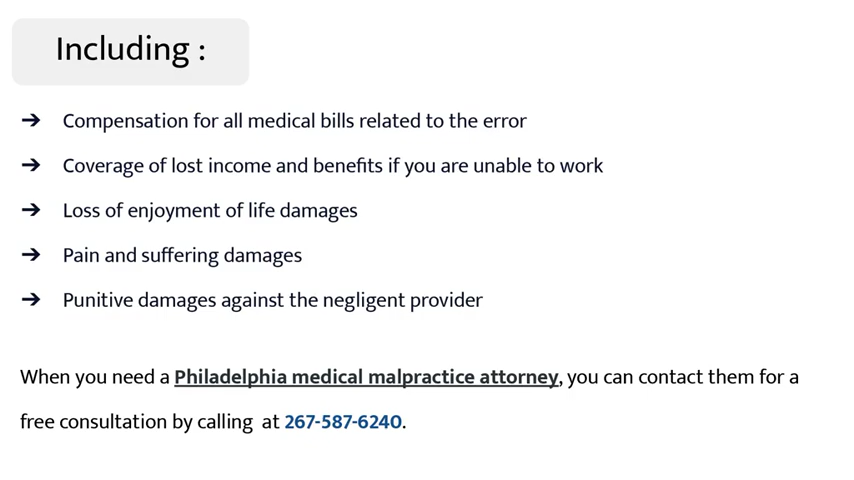 Including :
➔ Compensation for all medical bills related to the error
➔ Coverage of lost income and benefits if you are unable to work
➔ Loss of enjoyment of life damages
➔ Pain and suffering damages
➔ Punitive damages against the negligent provider
When you need a Philadelphia medical malpractice attorney, you can contact them for a
free consultation by calling at 267-587-6240.